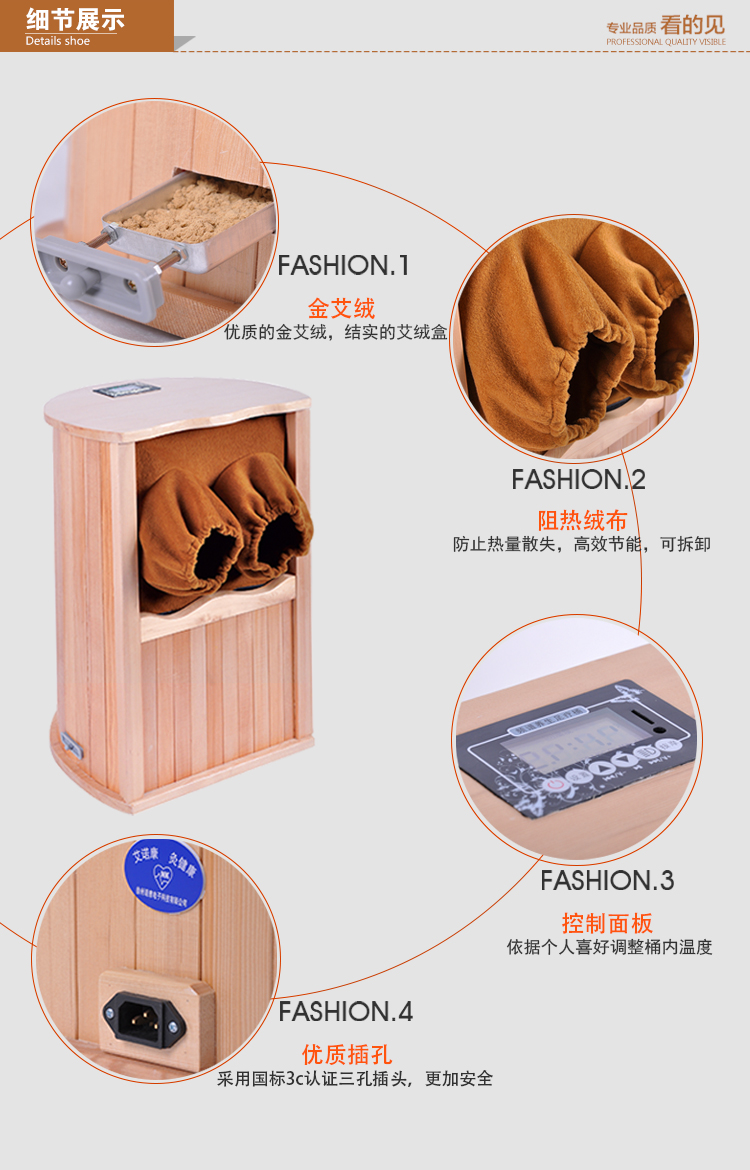 细节展示
Details shoe
专业品质 看的见
PROFESSIONAL QUALITY VISIBLE
FASHION.1
金艾绒
优质的金艾绒，结实的艾绒盒
FASHION.2
阻热绒布
防止热量散失，高效节能，可拆卸
FASHION.3
控制面板
依据个人喜好调整桶内温度
艾诺康 灸健康
FASHION.4
优质插孔
采用国标3c认证三孔插头，更加安全